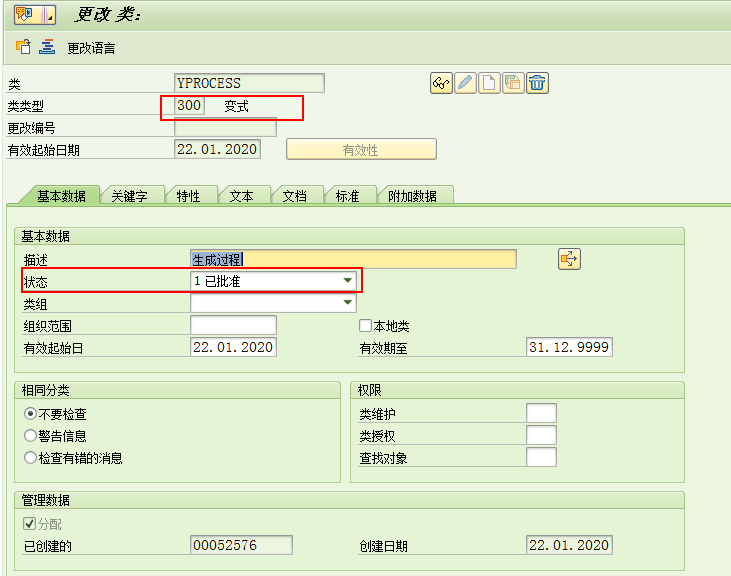 更改 类:
更改语言
类 YPROCESS
类类型 300 变式
更改编号
有效起始日期 22.01.2020 有效性
基本数据 关键字 特性 文本 文档 标准 附加数据
基本数据
描述 生成过程
状态 1 已批准
类组
组织范围 本地类
有效起始日 22.01.2020 有效期至 31.12.9999
相同分类
不要检查
警告信息
检查有错的消息
权限
类维护
类授权
查找对象
管理数据
分配
已创建的 00052576 创建日期 22.01.2020